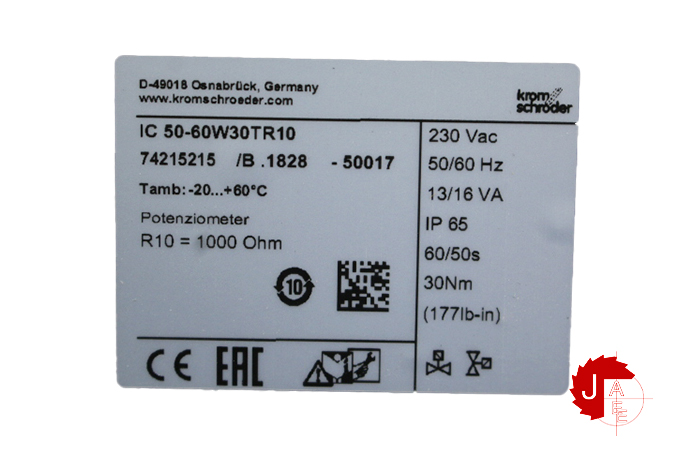 D-49018 Osnabrück, Germany
www.kromschroeder.com
krom
schröder
IC 50-60W30TR10
74215215 /B .1828 - 50017
Tamb:-20...+60°C
Potenziometer
R10 = 1000 Ohm
10
230 Vac
50/60 Hz
13/16 VA
IP 65
60/50s
30Nm
(177lb-in)
CE EAC
J
A
E
E